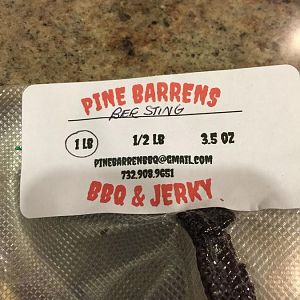 PINE BARRENS
BEE STING
1 LB 1/2 LB 3.5 OZ
PINEBARRENBBQ@GMAIL.COM
732.908.9651
BBQ & JERKY